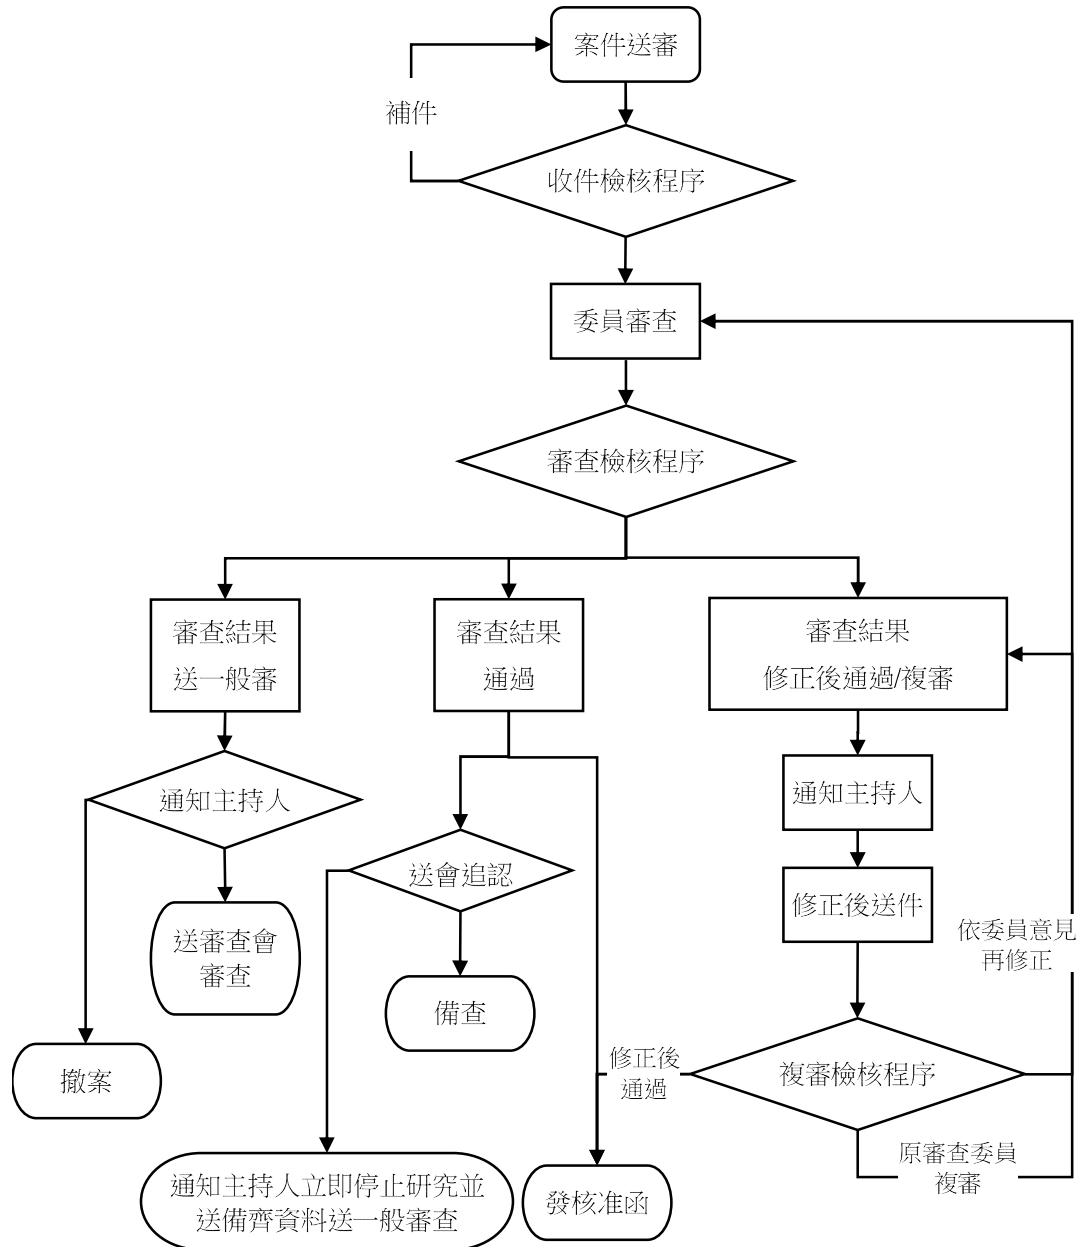 案件送審
補件
收件檢核程序
委員審查
審查檢核程序
審查結果
送一般審
審查結果
通過
審查結果
修正後通過/複審
通知主持人
通知主持人
送會追認
修正後送件
送審查會
審查
依委員意見
再修正
備查
撤案
修正後
通過
複審檢核程序
原審查委員
複審
通知主持人立即停止研究並
送備齊資料送一般審查
發核准函